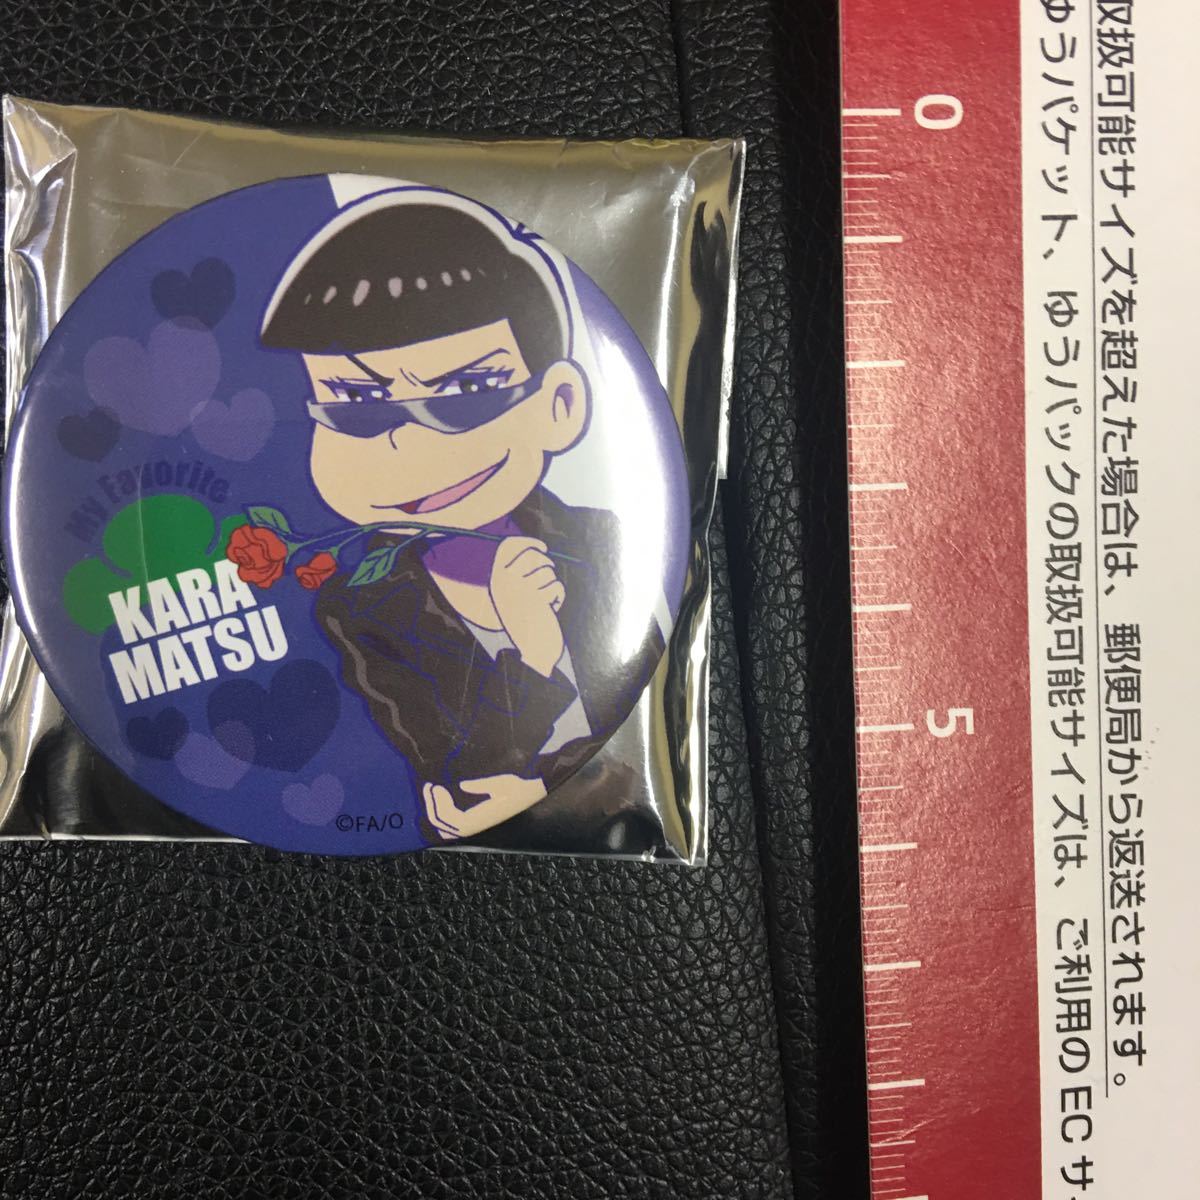 My Favorite
KARA
MATSU
©FA/O
0
5
取扱可能サイズを超えた場合は、郵便局から返送されます。
ゆうパケット、ゆうパックの取扱可能サイズは、ご利用のECサ